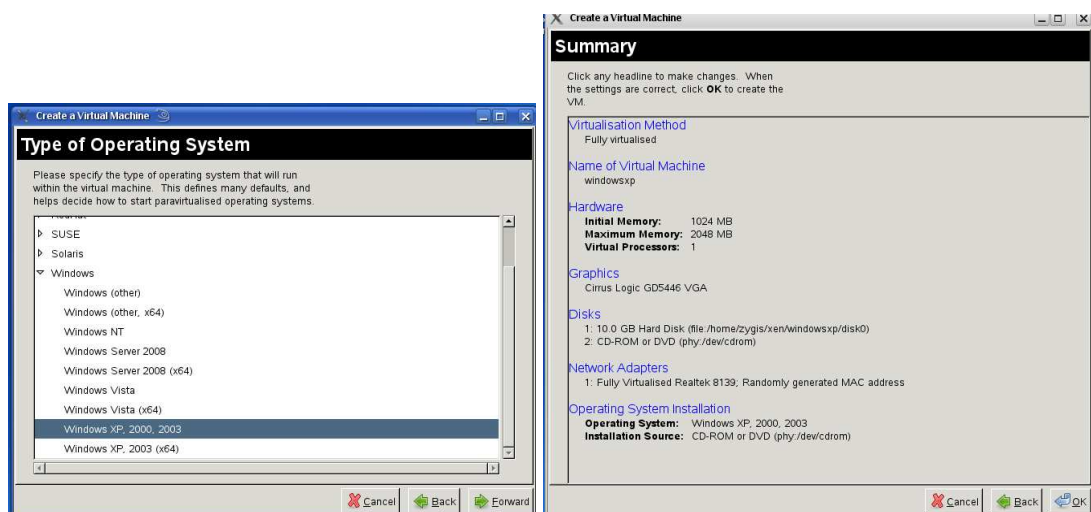 Create a Virtual Machine
Type of Operating System
Please specify the type of operating system that will run
within the virtual machine. This defines many defaults, and
helps decide how to start paravirtualised operating systems.
SUSE
Solaris
Windows
Windows (other)
Windows (other, x64)
Windows NT
Windows Server 2008
Windows Server 2008 (x64)
Windows Vista
Windows Vista (x64)
Windows XP, 2000, 2003
Windows XP, 2003 (x64)
Cancel Back Forward
Create a Virtual Machine
Summary
Click any headline to make changes. When
the settings are correct, click OK to create the
VM.
Virtualisation Method
Fully virtualised
Name of Virtual Machine
windowsxp
Hardware
Initial Memory: 1024 MB
Maximum Memory: 2048 MB
Virtual Processors: 1
Graphics
Cirrus Logic GD5446 VGA
Disks
1: 10.0 GB Hard Disk (file:/home/zygis/xen/windowsxp/disk0)
2: CD-ROM or DVD (phy:/dev/cdrom)
Network Adapters
1: Fully Virtualised Realtek 8139; Randomly generated MAC address
Operating System Installation
Operating System: Windows XP, 2000, 2003
Installation Source: CD-ROM or DVD (phy:/dev/cdrom)
Cancel Back OK